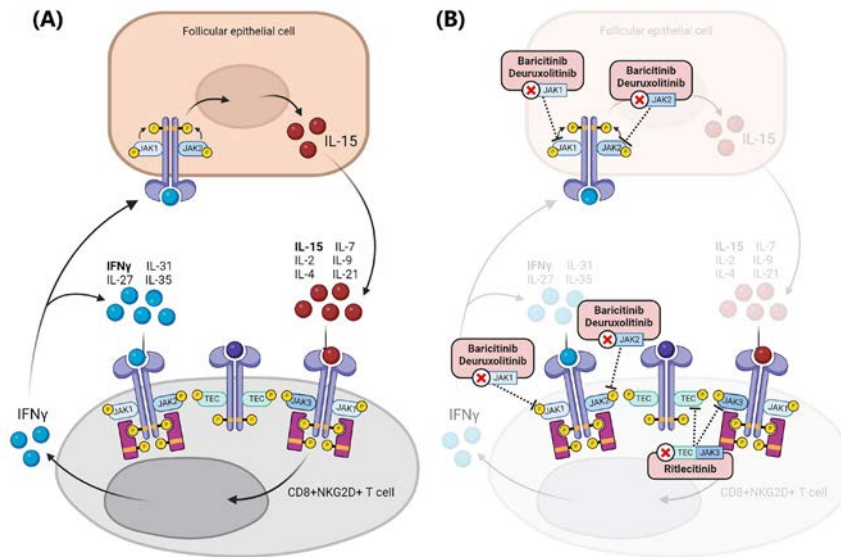 (A)
Follicular epithelial cell
P
P
JAK1
JAK2
P
P
IL-15
IFNγ IL-31
IL-27 IL-35
IL-15 IL-7
IL-2 IL-9
IL-4 IL-21
P
JAK1
JAK2
P
P
TEC
TEC
P
P
JAK3
JAK1
P
P
P
P
P
P
P
P
P
IFNγ
CD8+NKG2D+ T cell
(B)
Follicular epithelial cell
Baricitinib
Deuruxolitinib
JAK1
Baricitinib
Deuruxolitinib
JAK2
P
P
JAK1
JAK2
P
P
IL-15
IFNγ IL-31
IL-27 IL-35
IL-15 IL-7
IL-2 IL-9
IL-4 IL-21
Baricitinib
Deuruxolitinib
JAK1
Baricitinib
Deuruxolitinib
JAK2
P
JAK1
JAK2
P
P
TEC
TEC
P
P
JAK3
JAK1
P
P
P
P
P
P
P
P
P
TEC JAK3
Ritlecitinib
IFNγ
CD8+NKG2D+ T cell